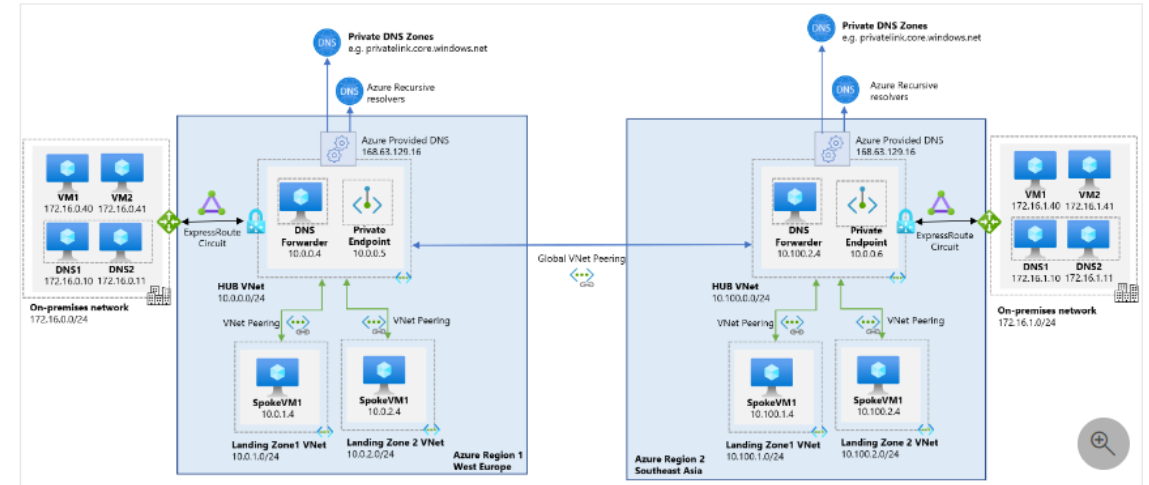 Private DNS Zones
e.g. privatelink.core.windows.net
DNS
Azure Recursive
resolvers
DNS
Azure Provided DNS
168.63.129.16
VM1
172.16.0.40
VM2
172.16.0.41
DNS1
172.16.0.10
DNS2
172.16.0.11
On-premises network
172.16.0.0/24
ExpressRoute
Circuit
DNS
Forwarder
10.0.0.4
Private
Endpoint
10.0.0.5
HUB VNet
10.0.0.0/24
VNet Peering
VNet Peering
SpokeVM1
10.0.1.4
SpokeVM1
10.0.2.4
Landing Zone1 VNet
10.0.1.0/24
Landing Zone 2 VNet
10.0.2.0/24
Azure Region 1
West Europe
Global VNet Peering
Private DNS Zones
e.g. privatelink.core.windows.net
DNS
Azure Recursive
resolvers
DNS
Azure Provided DNS
168.63.129.16
DNS
Forwarder
10.100.2.4
Private
Endpoint
10.0.0.6
HUB VNet
10.100.0.0/24
VNet Peering
VNet Peering
SpokeVM1
10.100.1.4
SpokeVM1
10.100.2.4
Landing Zone1 VNet
10.100.1.0/24
Landing Zone 2 VNet
10.100.2.0/24
Azure Region 2
Southeast Asia
ExpressRoute
Circuit
VM1
172.16.1.40
VM2
172.16.1.41
DNS1
172.16.1.10
DNS2
172.16.1.11
On-premises network
172.16.1.0/24